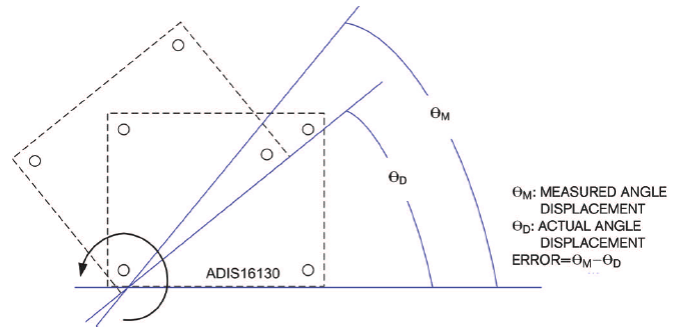 ΘM
ΘD
ADIS16130
ΘM: MEASURED ANGLE
DISPLACEMENT
ΘD: ACTUAL ANGLE
DISPLACEMENT
ERROR=ΘM−ΘD